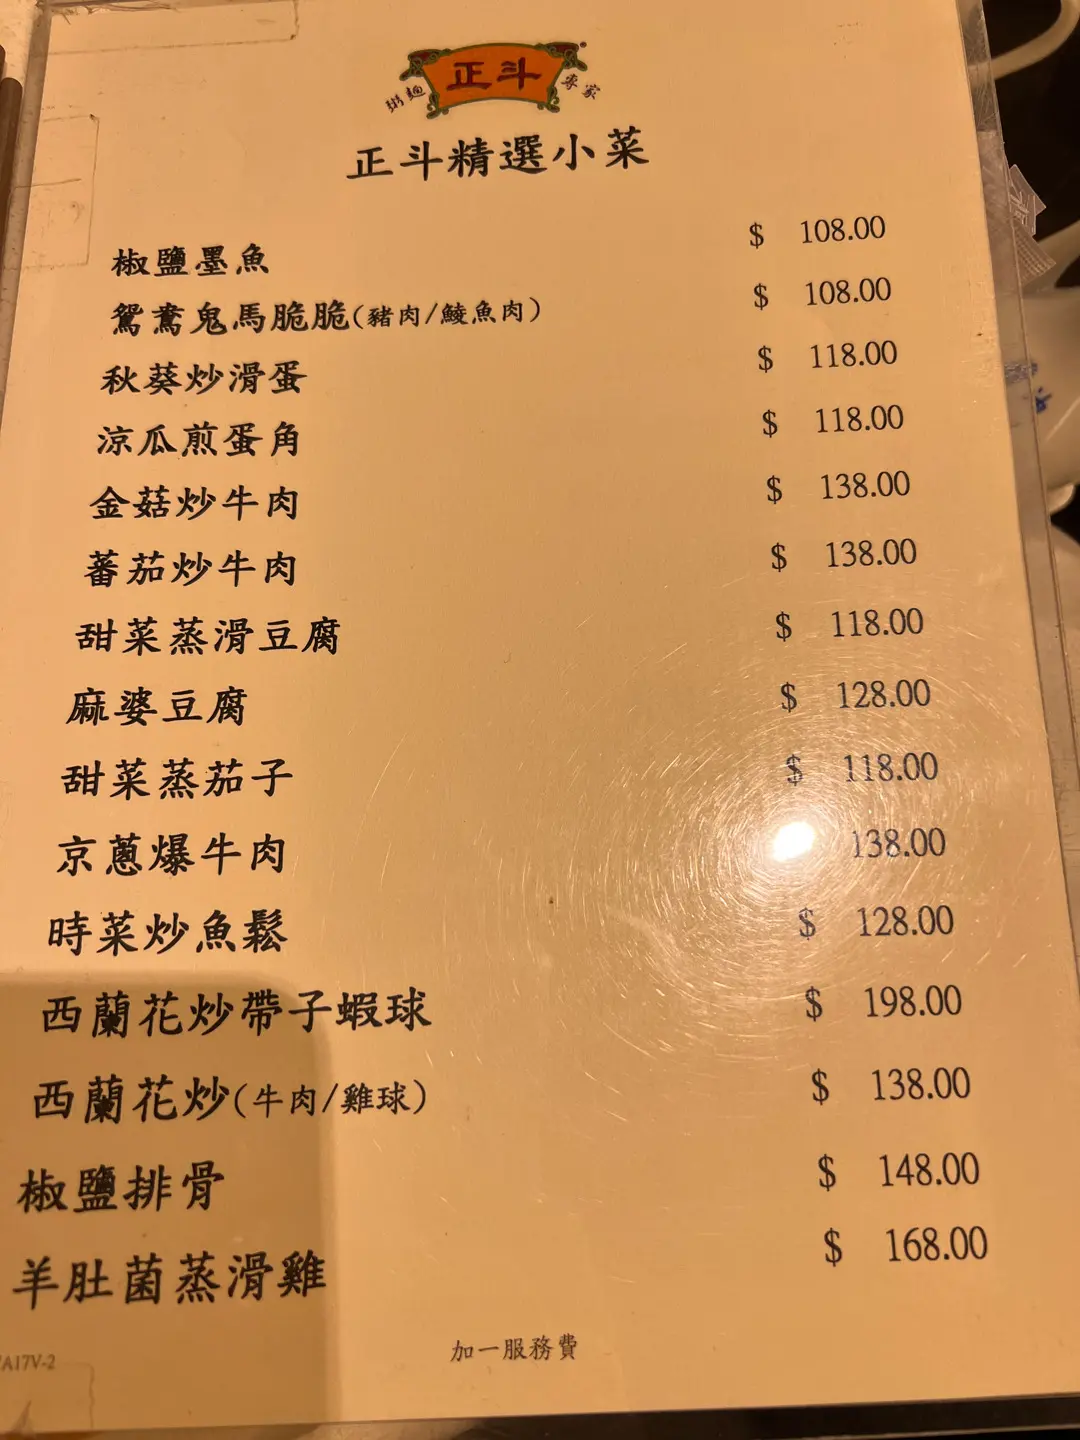 粥麵 正斗 專家
正斗精選小菜
椒鹽墨魚 $ 108.00
鴛鴦鬼馬脆脆(豬肉/鯪魚肉) $ 108.00
秋葵炒滑蛋 $ 118.00
涼瓜煎蛋角 $ 118.00
金菇炒牛肉 $ 138.00
蕃茄炒牛肉 $ 138.00
甜菜蒸滑豆腐 $ 118.00
麻婆豆腐 $ 128.00
甜菜蒸茄子 $ 118.00
京蔥爆牛肉 138.00
時菜炒魚鬆 $ 128.00
西蘭花炒帶子蝦球 $ 198.00
西蘭花炒(牛肉/雞球) $ 138.00
椒鹽排骨 $ 148.00
羊肚菌蒸滑雞 $ 168.00
加一服務費
/A17V-2